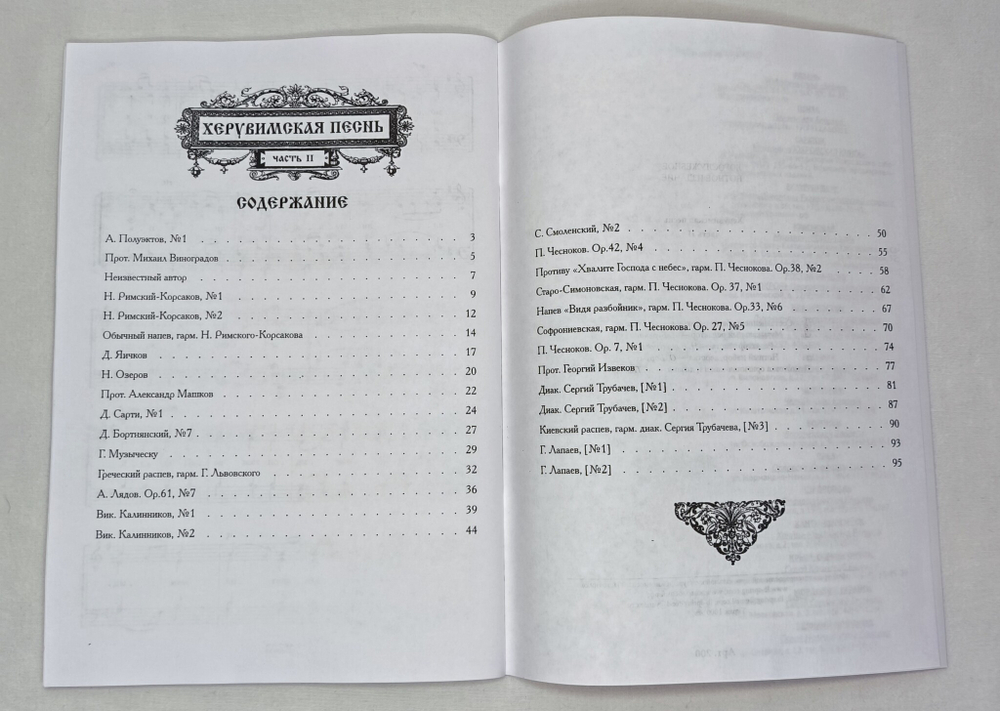 ХЕРУВИМСКАЯ ПЕСНЬ
ЧАСТЬ II
СОДЕРЖАНИЕ
А. Полуэктов, №1 . . . . . . . . . . . . . . . . . . 3
Прот. Михаил Виноградов . . . . . . . . . . . . . . . . 5
Неизвестный автор . . . . . . . . . . . . . . . . . . 7
Н. Римский-Корсаков, №1 . . . . . . . . . . . . . . . . 9
Н. Римский-Корсаков, №2 . . . . . . . . . . . . . . . . 12
Обычный напев, гарм. Н. Римского-Корсакова . . . . . . . . . . 14
Д. Яичков . . . . . . . . . . . . . . . . . . . . 17
Н. Озеров . . . . . . . . . . . . . . . . . . . . 20
Прот. Александр Машков . . . . . . . . . . . . . . . . 22
Д. Сарти, №1 . . . . . . . . . . . . . . . . . . . 24
Д. Бортнянский, №7 . . . . . . . . . . . . . . . . . 27
Г. Музыческу . . . . . . . . . . . . . . . . . . . 29
Греческий распев, гарм. Г. Львовского . . . . . . . . . . . . 32
А. Лядов. Ор.61, №7 . . . . . . . . . . . . . . . . . 36
Вик. Калинников, №1 . . . . . . . . . . . . . . . . . 39
Вик. Калинников, №2 . . . . . . . . . . . . . . . . . 44
С. Смоленский, №2 . . . . . . . . . . . . . . . . . 50
П. Чесноков. Ор.42, №4 . . . . . . . . . . . . . . . . 55
Противу «Хвалите Господа с небес», гарм. П. Чеснокова. Ор.38, №2 . . . . 58
Старо-Симоновская, гарм. П. Чеснокова. Ор. 37, №1 . . . . . . . . 62
Напев «Видя разбойник», гарм. П. Чеснокова. Ор.33, №6 . . . . . . . 67
Софрониевская, гарм. П. Чеснокова. Ор. 27, №5 . . . . . . . . . 70
П. Чесноков. Ор. 7, №1 . . . . . . . . . . . . . . . . 74
Прот. Георгий Извеков . . . . . . . . . . . . . . . . 77
Диак. Сергий Трубачев, [№1] . . . . . . . . . . . . . . 81
Диак. Сергий Трубачев, [№2] . . . . . . . . . . . . . . 87
Киевский распев, гарм. диак. Сергия Трубачева, [№3] . . . . . . . . 90
Г. Лапаев, [№1] . . . . . . . . . . . . . . . . . . 93
Г. Лапаев, [№2] . . . . . . . . . . . . . . . . . . 95